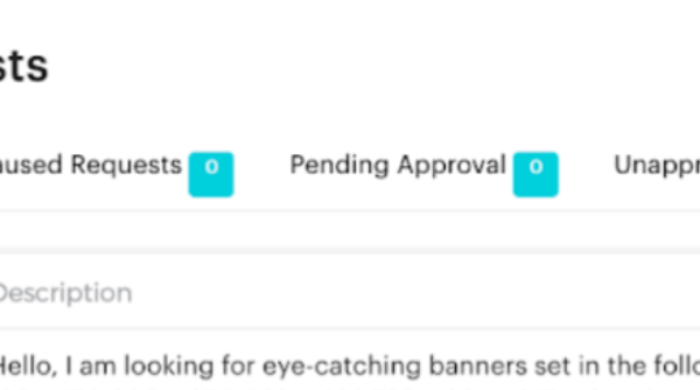 sts
aused Requests 0 Pending Approval 0 Unappr
Description
Hello, I am looking for eye-catching banners set in the follo